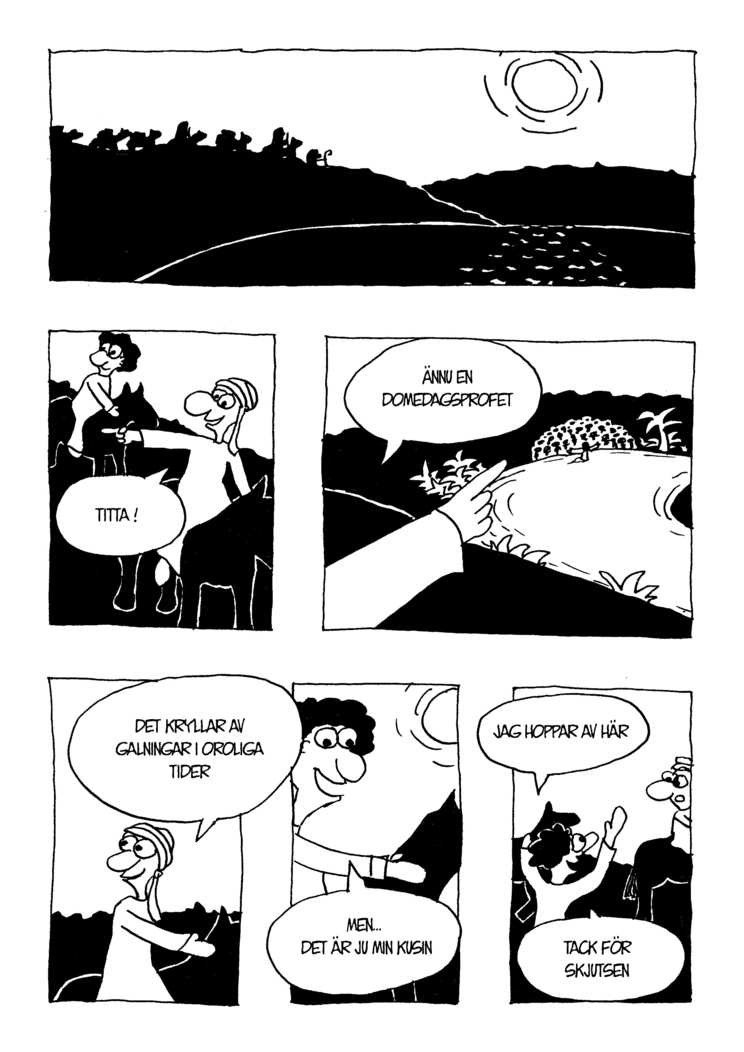 TITTA !
ÄNNU EN
DOMEDAGSPROFET
DET KRYLLAR AV
GALNINGAR I OROLIGA
TIDER
MEN...
DET ÄR JU MIN KUSIN
JAG HOPPAR AV HÄR
TACK FÖR
SKJUTSEN